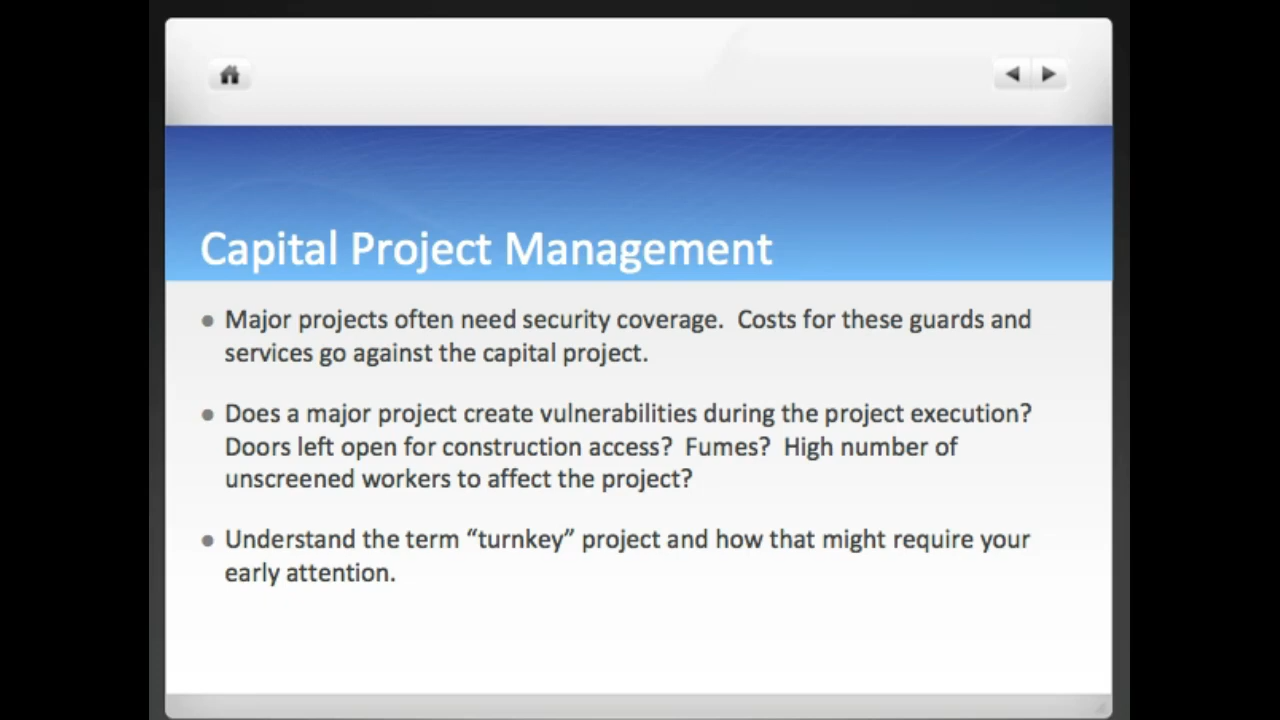 Capital Project Management
Major projects often need security coverage.  Costs for these guards and
services go against the capital project.
Does a major project create vulnerabilities during the project execution?
Doors left open for construction access?  Fumes?  High number of
unscreened workers to affect the project?
Understand the term “turnkey” project and how that might require your
early attention.